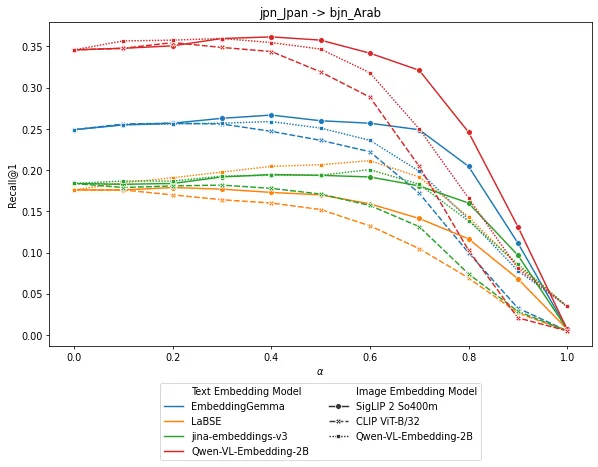 jpn_Jpan -> bjn_Arab
Recall@1
0.35
0.30
0.25
0.20
0.15
0.10
0.05
0.00
0.0 0.2 0.4 0.6 0.8 1.0
α
Text Embedding Model
EmbeddingGemma
LaBSE
jina-embeddings-v3
Qwen-VL-Embedding-2B
Image Embedding Model
SigLIP 2 So400m
CLIP ViT-B/32
Qwen-VL-Embedding-2B